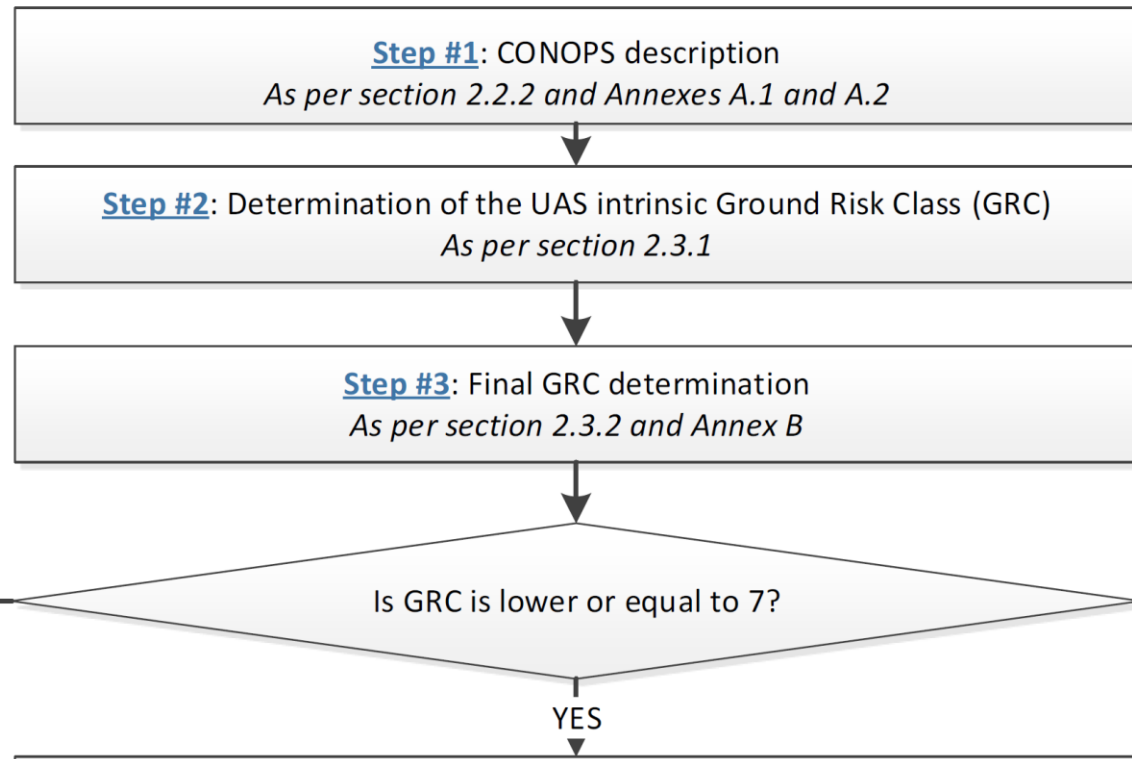 Step #1: CONOPS description
As per section 2.2.2 and Annexes A.1 and A.2
Step #2: Determination of the UAS intrinsic Ground Risk Class (GRC)
As per section 2.3.1
Step #3: Final GRC determination
As per section 2.3.2 and Annex B
Is GRC is lower or equal to 7?
YES